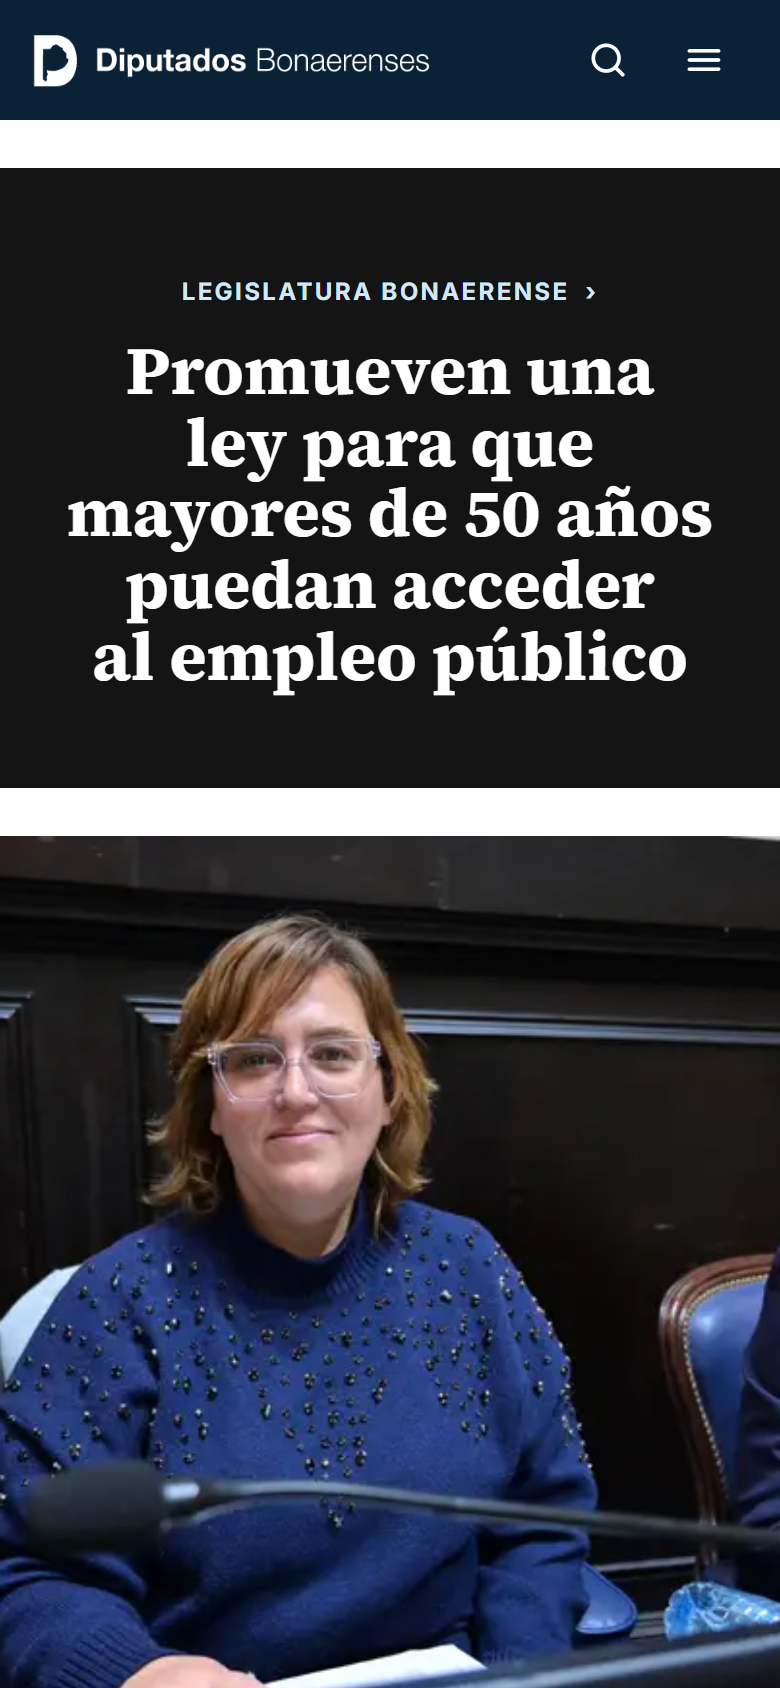 Diputados Bonaerenses
LEGISLATURA BONAERENSE ›
Promueven una
ley para que
mayores de 50 años
puedan acceder
al empleo público